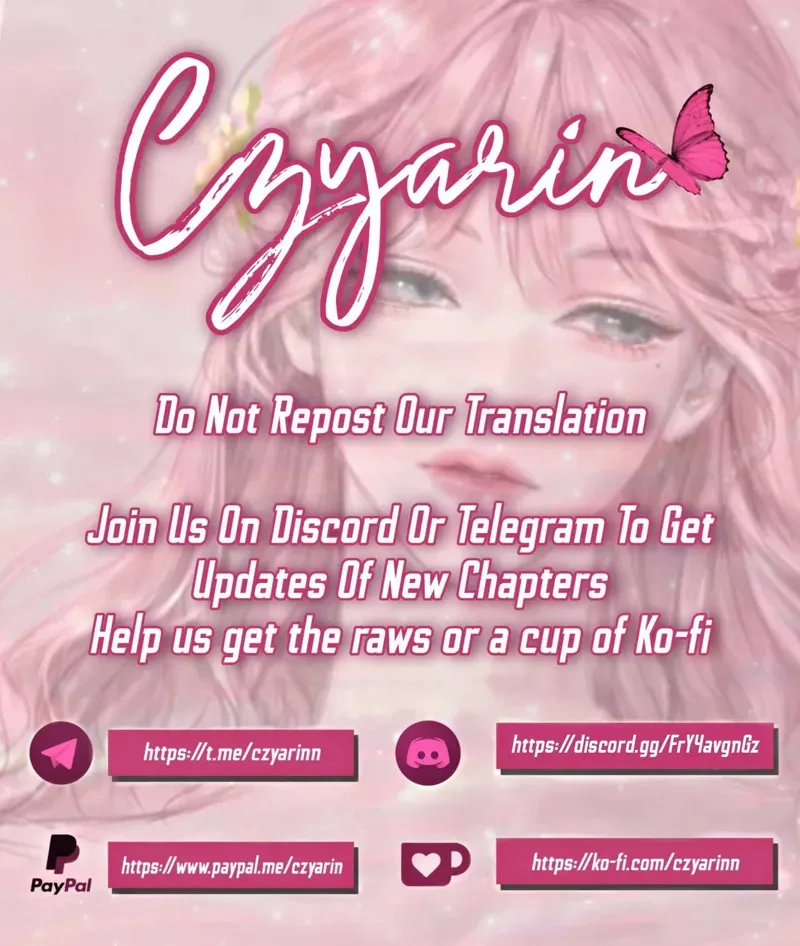 Czyarin
Do Not Repost Our Translation
Join Us On Discord Or Telegram To Get
Updates Of New Chapters
Help us get the raws or a cup of Ko-fi
https://t.me/czyarinn
https://discord.gg/FrY4avgnGz
PayPal
https://www.paypal.me/czyarin
https://ko-fi.com/czyarinn